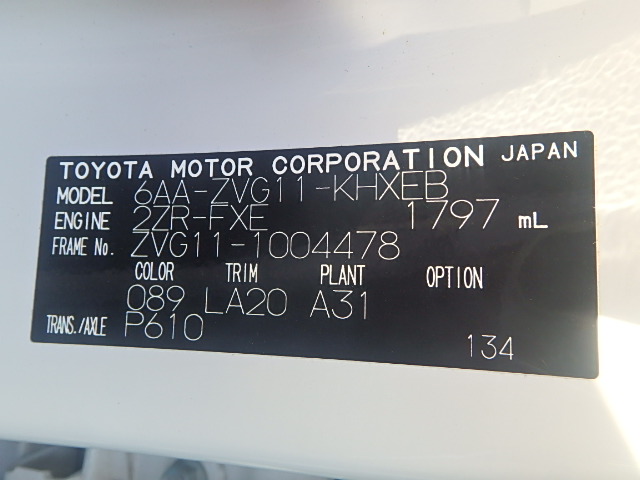 TOYOTA MOTOR CORPORATION JAPAN
MODEL 6AA-ZVG11-KHXEB
ENGINE 2ZR-FXE 1797 mL
FRAME No. ZVG11-1004478
COLOR TRIM PLANT OPTION
089 LA20 A31
TRANS./AXLE P610
134